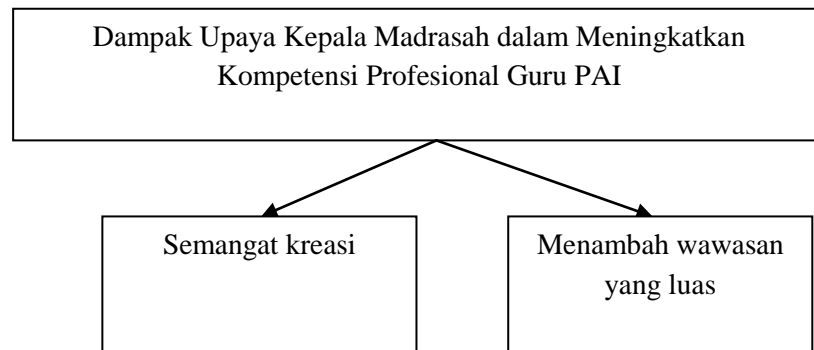 Dampak Upaya Kepala Madrasah dalam Meningkatkan
Kompetensi Profesional Guru PAI
Semangat kreasi
Menambah wawasan
yang luas